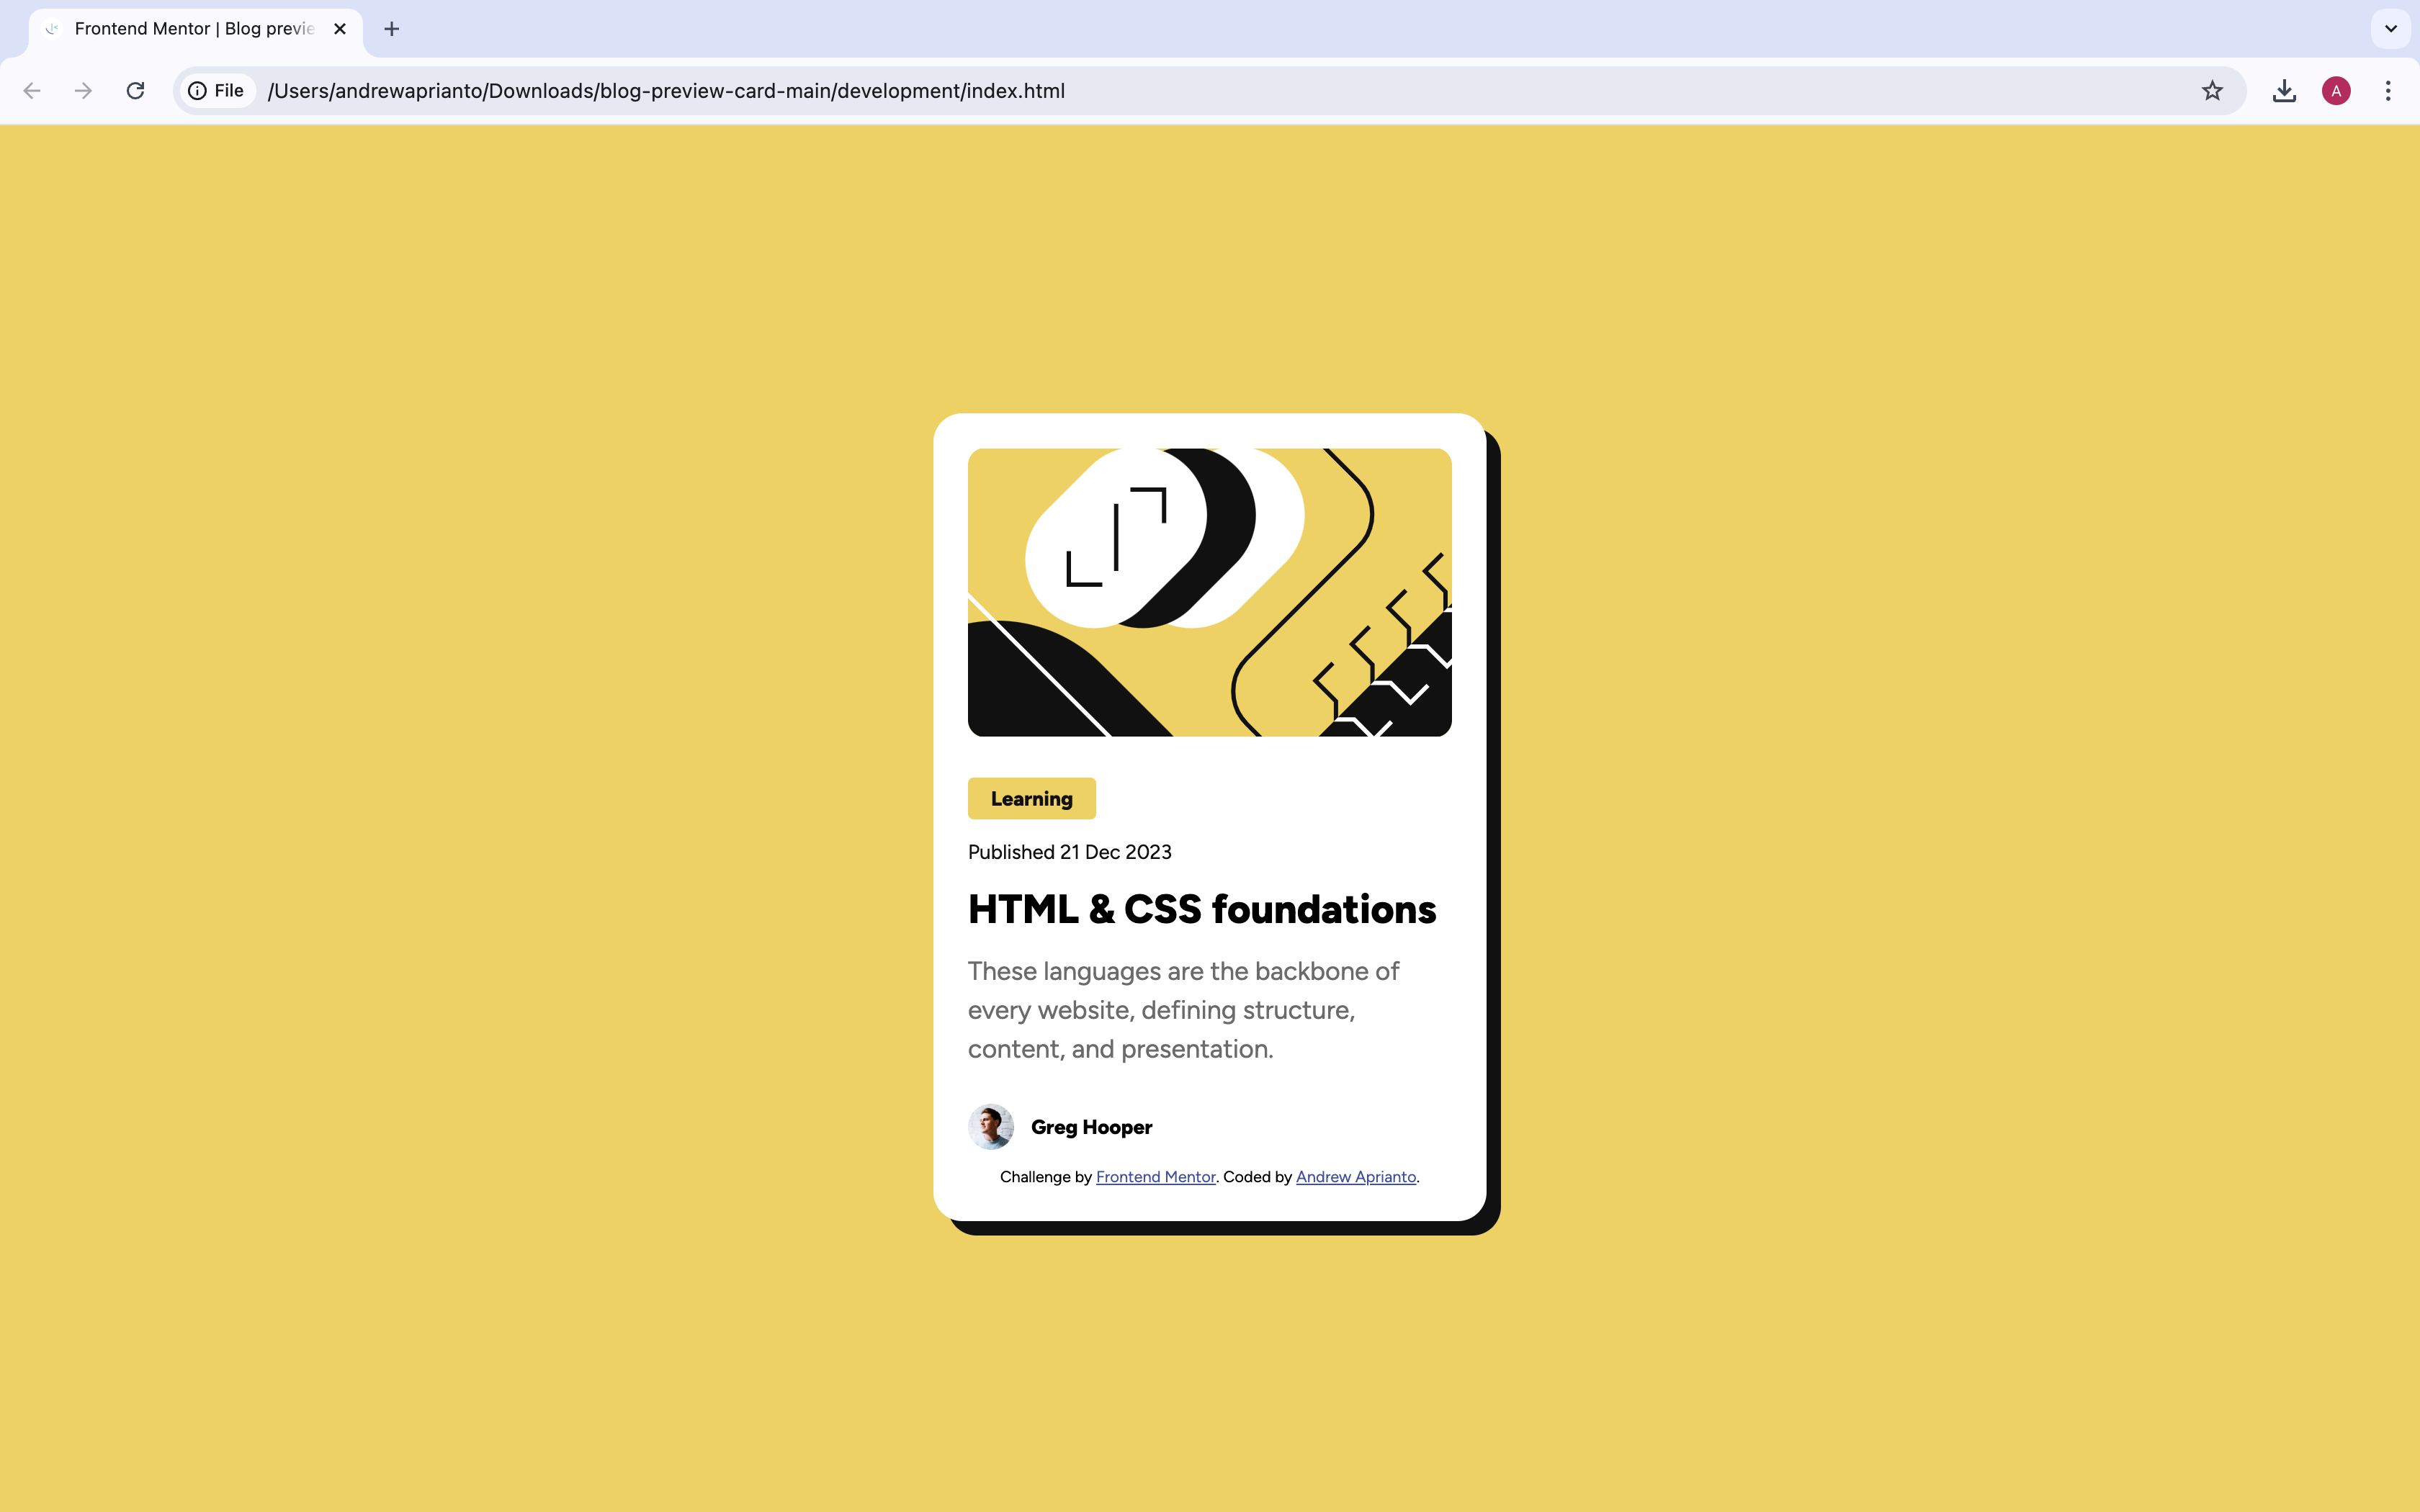 Frontend Mentor | Blog previe
File
/Users/andrewaprianto/Downloads/blog-preview-card-main/development/index.html
A
Learning
Published 21 Dec 2023
HTML & CSS foundations
These languages are the backbone of
every website, defining structure,
content, and presentation.
Greg Hooper
Challenge by Frontend Mentor. Coded by Andrew Aprianto.